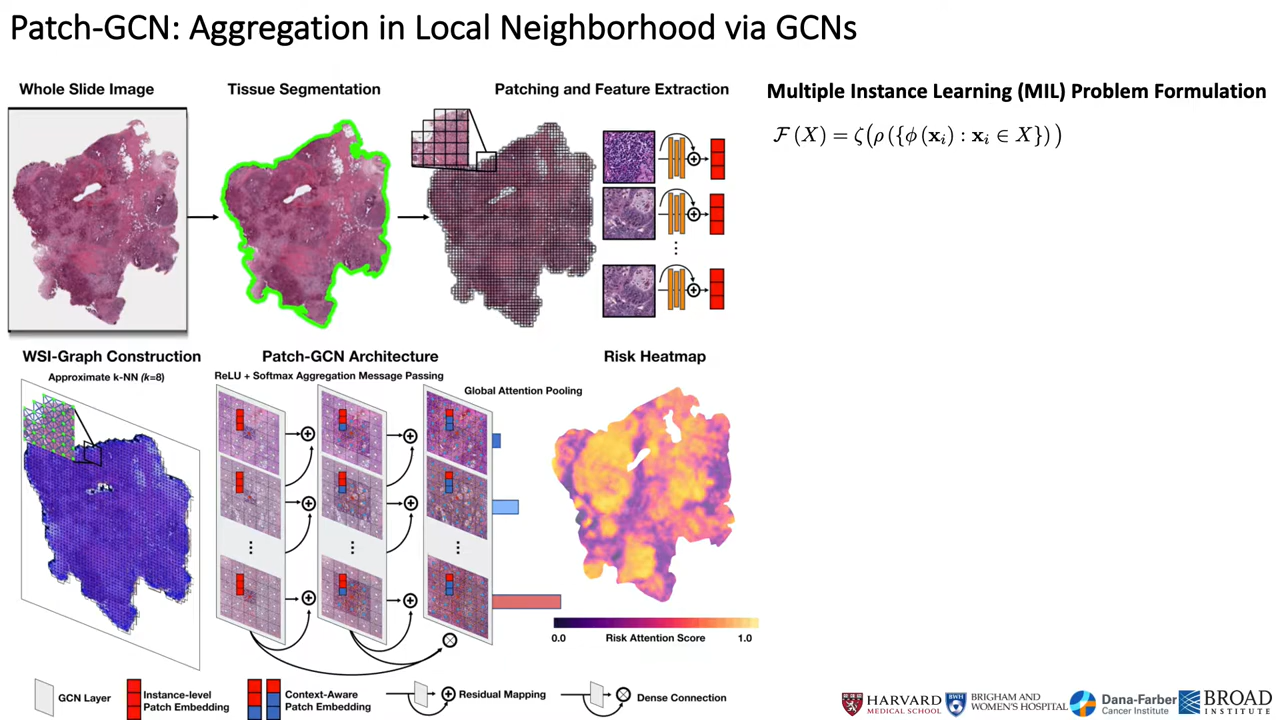 Patch-GCN: Aggregation in Local Neighborhood via GCNs
Whole Slide Image
Tissue Segmentation
Patching and Feature Extraction
Multiple Instance Learning (MIL) Problem Formulation
𝓕 (X) = ζ(ρ ({ϕ (𝐱ᵢ) : 𝐱ᵢ ∈ X}) )
WSI-Graph Construction
Approximate k-NN (k=8)
Patch-GCN Architecture
ReLU + Softmax Aggregation Message Passing
Global Attention Pooling
Risk Heatmap
0.0
Risk Attention Score
1.0
GCN Layer
Instance-level
Patch Embedding
Context-Aware
Patch Embedding
Residual Mapping
Dense Connection
HARVARD
MEDICAL SCHOOL
BWH
BRIGHAM AND
WOMEN'S HOSPITAL
Dana-Farber
Cancer Institute
BROAD
INSTITUTE